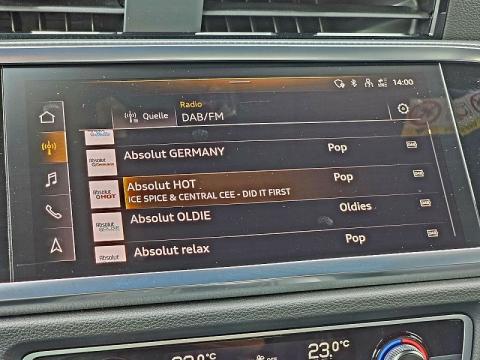 14:00
Radio
Quelle DAB/FM
Absolut GERMANY Pop
Absolut HOT Pop
ICE SPICE & CENTRAL CEE - DID IT FIRST
Absolut OLDIE Oldies
Absolut relax Pop
23.0°C